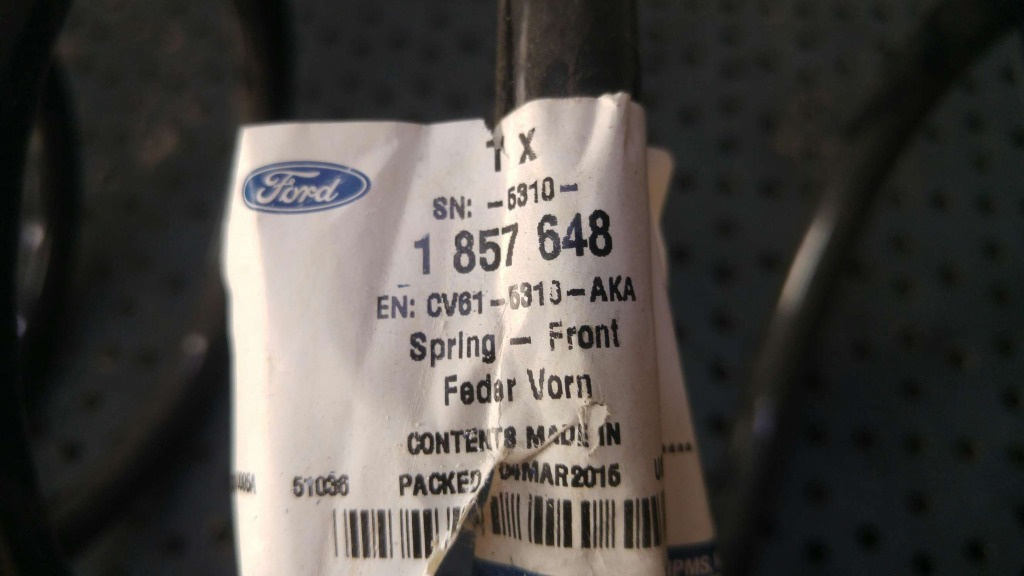 Ford
1 X
SN: -5310-
1 857 648
EN: CV61-5310-AKA
Spring - Front
Feder Vorn
CONTENTS MADE IN
51036 PACKED 04MAR2015